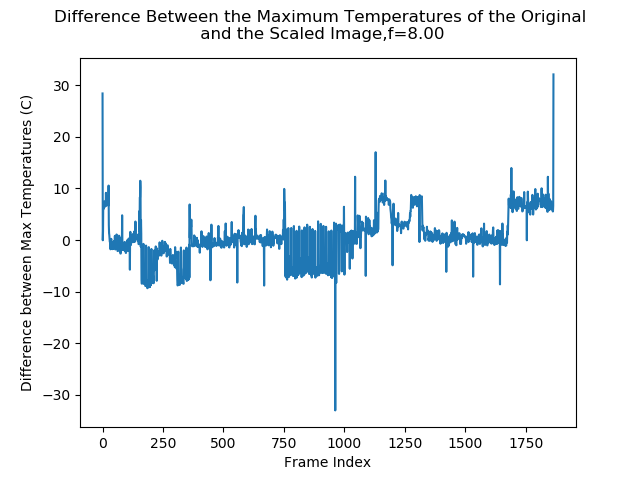 Difference Between the Maximum Temperatures of the Original
and the Scaled Image,f=8.00
Difference between Max Temperatures (C)
30
20
10
0
−10
−20
−30
0 250 500 750 1000 1250 1500 1750
Frame Index